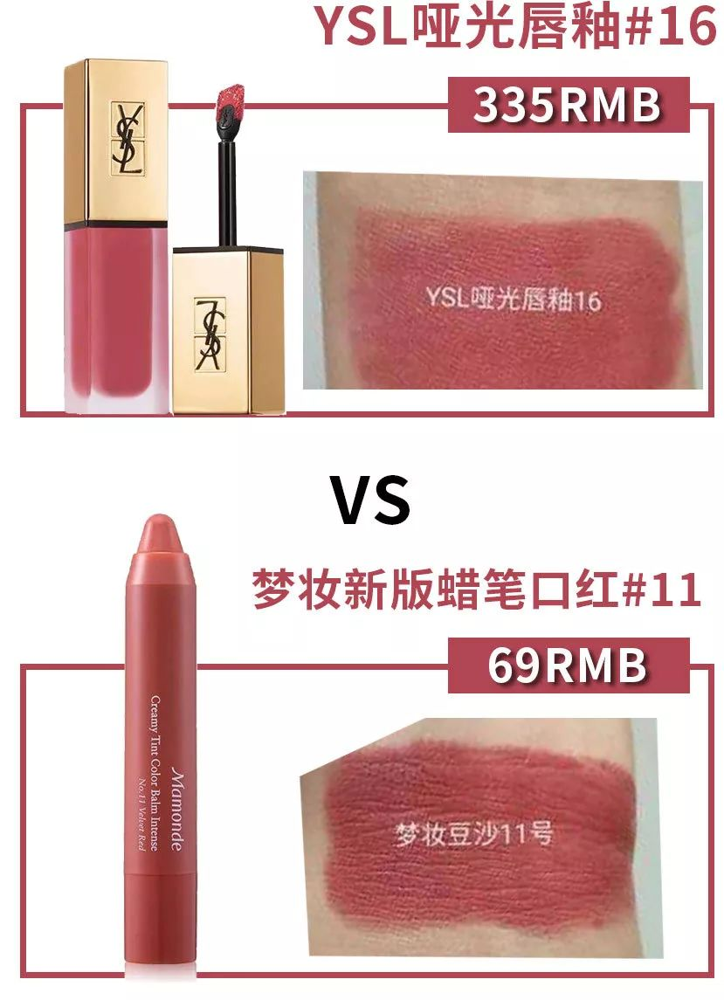 YSL哑光唇釉#16
335RMB
YSL
YSL
YSL哑光唇釉16
VS
梦妆新版蜡笔口红#11
69RMB
Mamonde
Creamy Tint Color Balm Intense
No.11 Velvet Red
梦妆豆沙11号